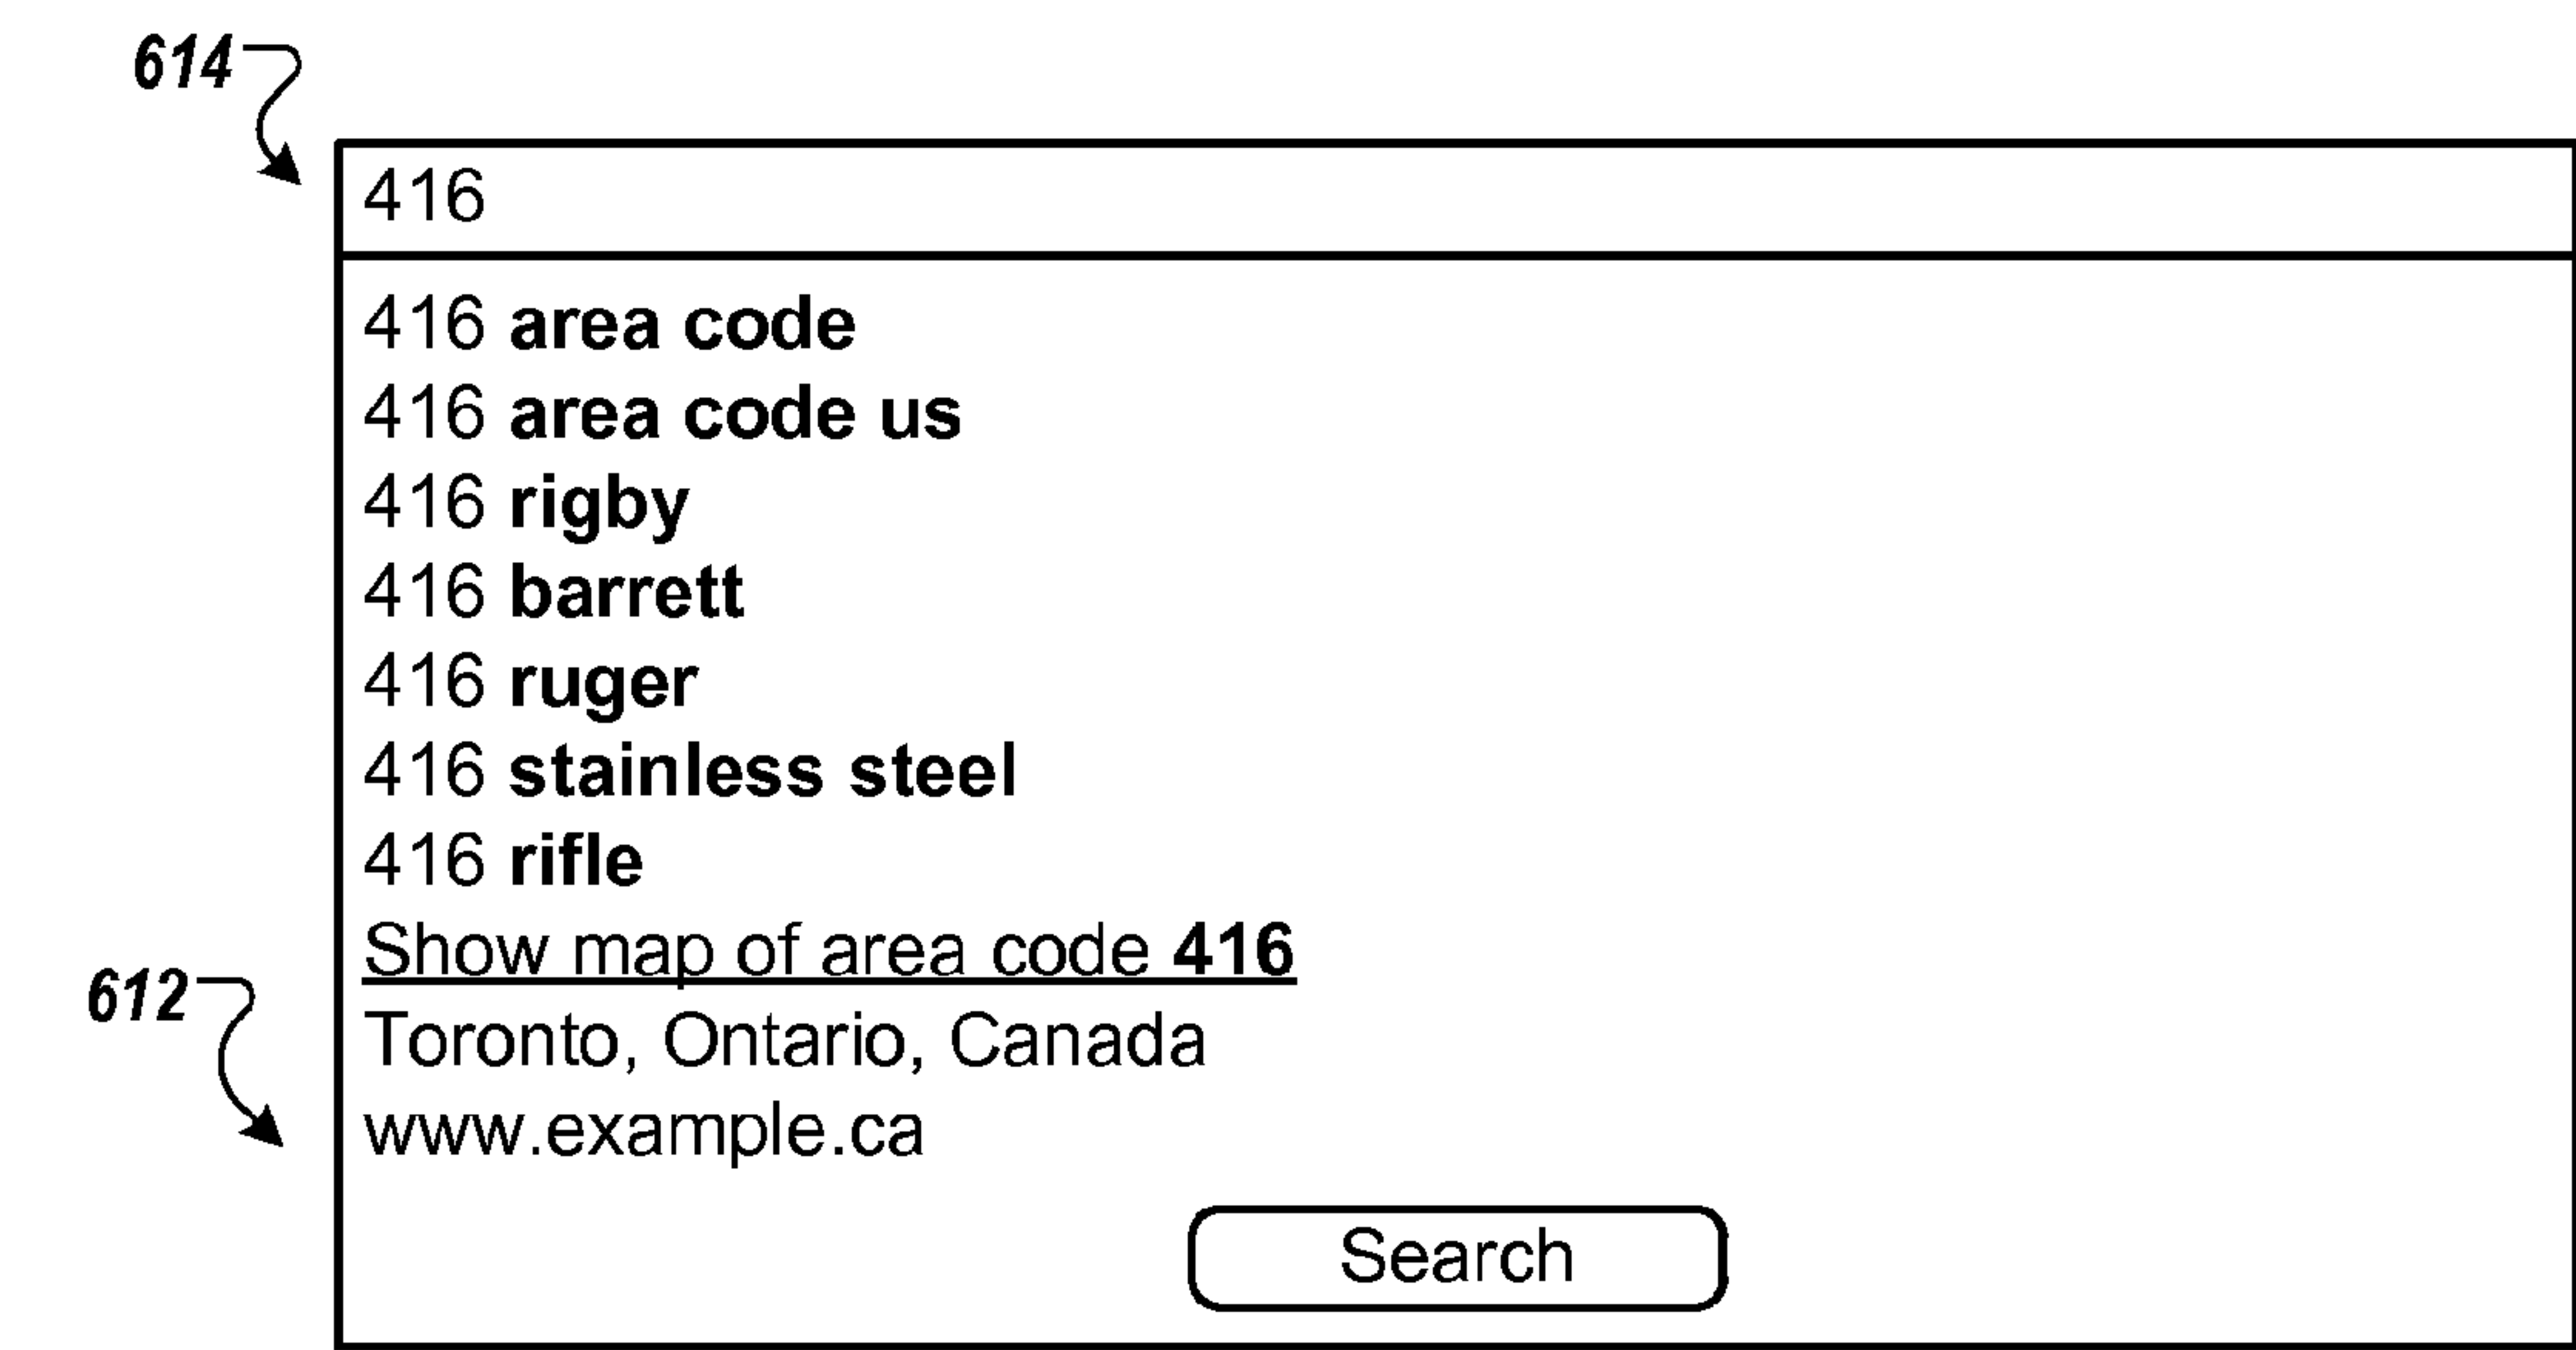 614
416
416 area code
416 area code us
416 rigby
416 barrett
416 ruger
416 stainless steel
416 rifle
Show map of area code 416
612
Toronto, Ontario, Canada
www.example.ca
Search